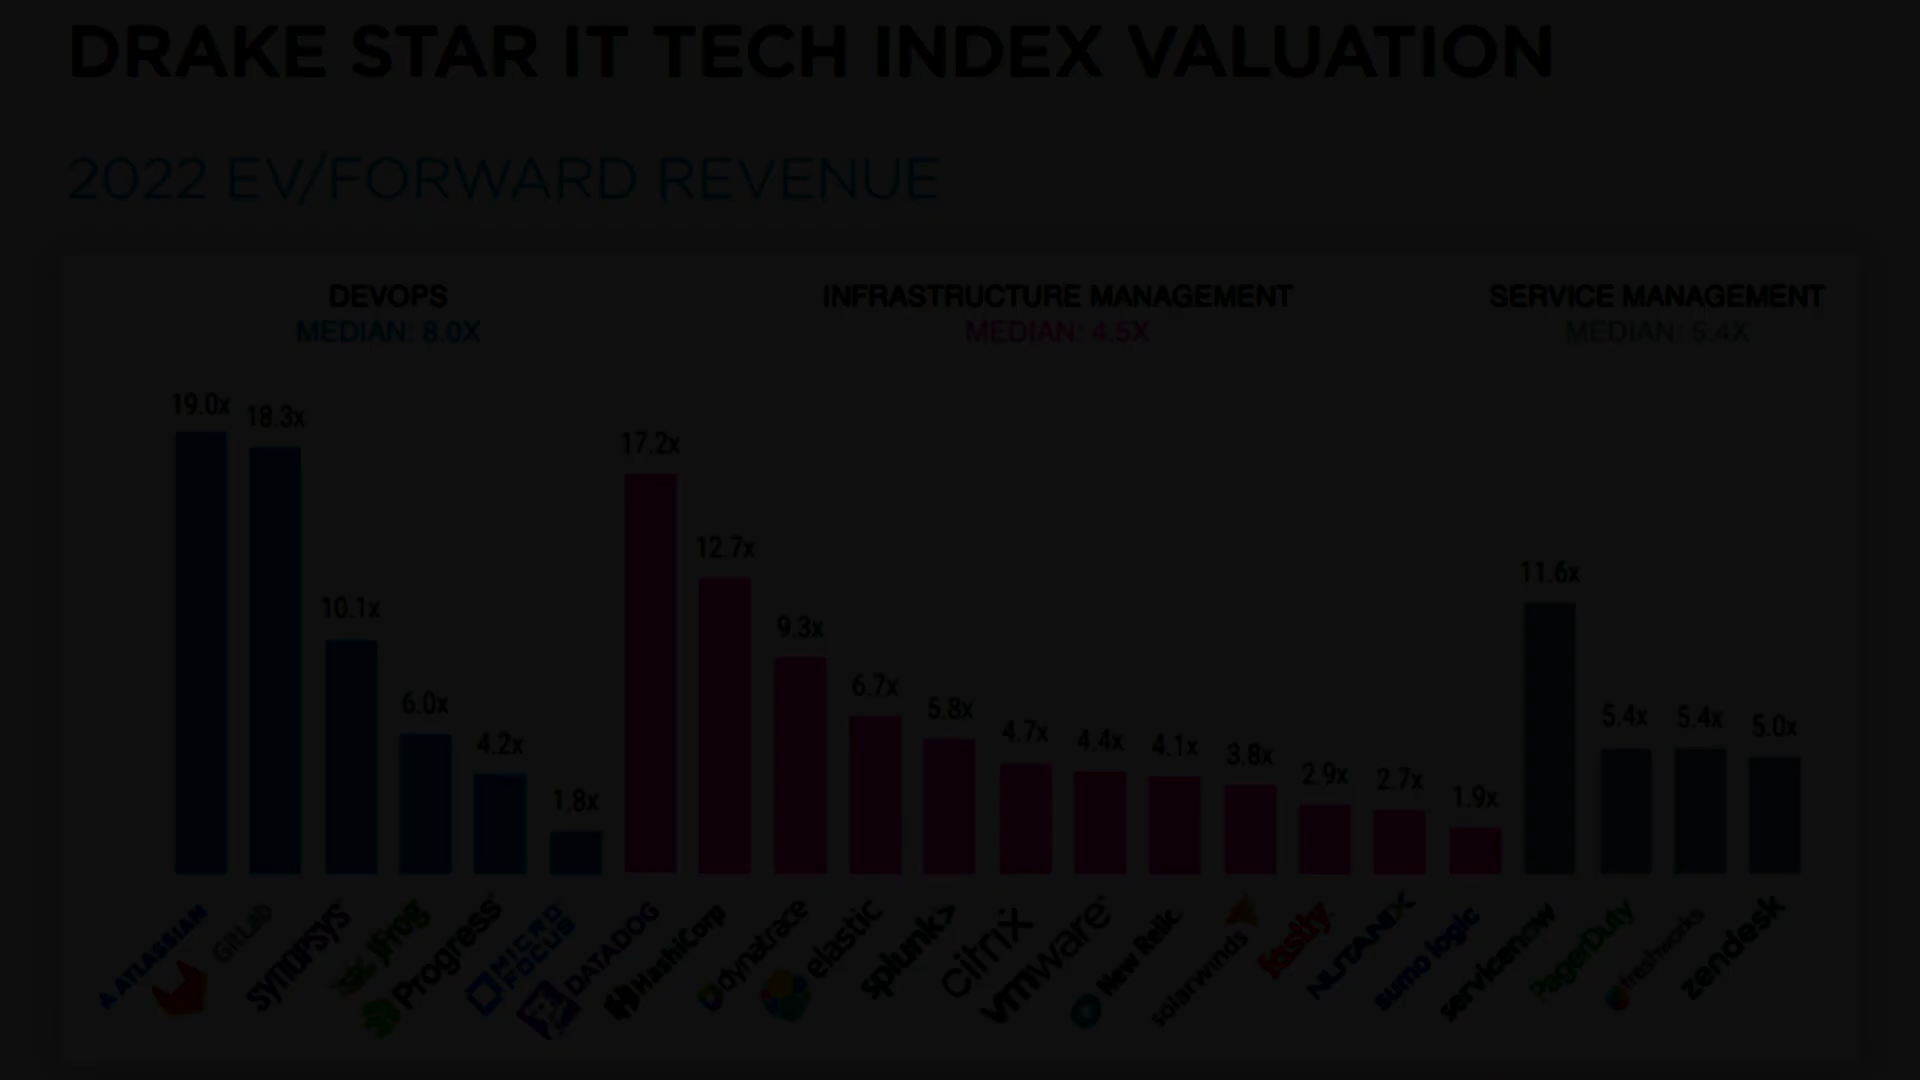 DRAKE STAR IT TECH INDEX VALUATION
2022 EV/FORWARD REVENUE
DEVOPS
MEDIAN: 8.0X
INFRASTRUCTURE MANAGEMENT
MEDIAN: 4.5X
SERVICE MANAGEMENT
MEDIAN: 5.4X
19.0x
18.3x
10.1x
6.0x
4.2x
1.8x
17.2x
12.7x
9.3x
6.7x
5.8x
4.7x
4.4x
4.1x
3.8x
2.9x
2.7x
1.9x
11.6x
5.4x
5.4x
5.0x
ATLASSIAN
GitLab
SYNOPSYS
JFrog
Progress
MICRO
FOCUS
DATADOG
HashiCorp
dynatrace
elastic
splunk>
citrix
vmware
New Relic
solarwinds
fastly
NUTANIX
sumo logic
servicenow
PagerDuty
freshworks
zendesk